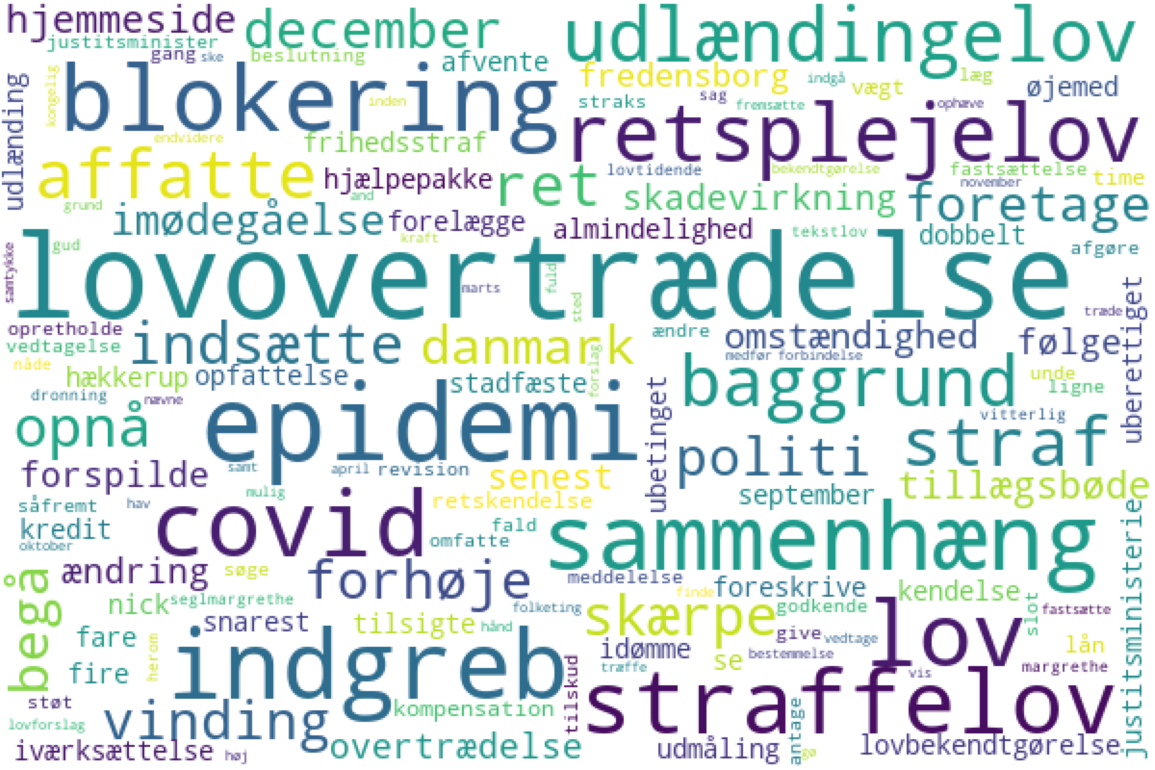 hjemmeside december udlændingelov
justitsminister
gang ske beslutning afvente
fredensborg indgå læg
udlænding kongelig blokering inden
straks sag fremsætte vægt ophæve øjemed
endvidere frihedsstraf retsplejelov
affatte hjælpepakke ret lovtidende bekendtgørelse fastsættelse time
november
grund and skadevirkning foretage
imødegåelse forelægge almindelighed tekstlov dobbelt
samtykke gud kraft afgøre
lovovertrædelse
marts fuld sted træde
opretholde indsætte danmark ændre omstændighed følge uberettiget
vedtagelse forslag medfør forbindelse
nåde hækkerup opfattelse stadfæste baggrund unde
ligne
dronning nævne epidemi ubetinget vitterlig
opnå politi straf
forspilde samt april revision senest tillægsbøde
mulig retskendelse september
såfremt hav covid fald sammenhæng
kredit omfatte
oktober
ændring søge forhøje meddelelse foreskrive kendelse justitsministerie
begå nick seglmargrethe folketing finde godkende slot fastsætte
fare snarest tilsigte hånd skærpe give vedtage lov lån
fire herom indgreb idømme se bestemmelse
træffe vis margrethe
støt kompensation tilskud straffelov
lovforslag vinding antage
iværksættelse høj overtrædelse udmåling gø lovbekendtgørelse